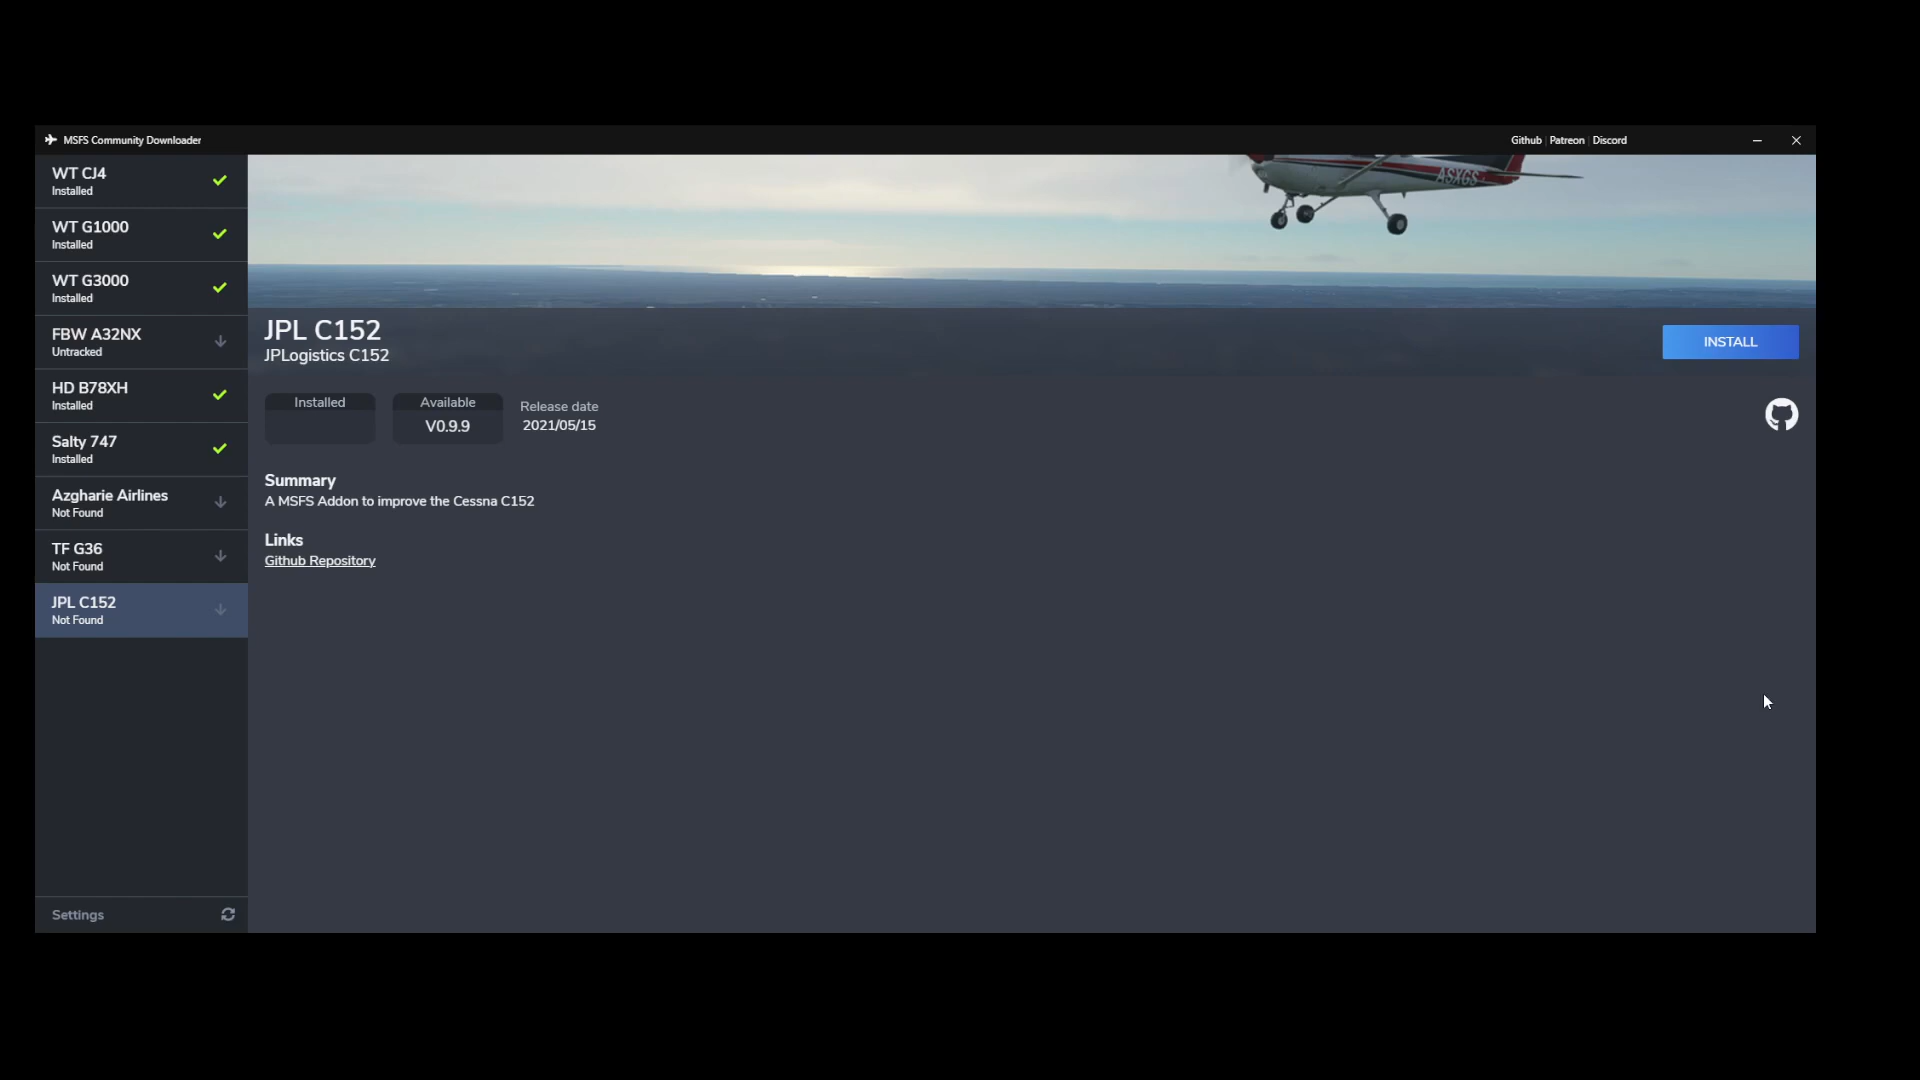 MSFS Community Downloader
Github Patreon Discord
WT CJ4
Installed
WT G1000
Installed
WT G3000
Installed
FBW A32NX
Untracked
HD B78XH
Installed
Salty 747
Installed
Azgharie Airlines
Not Found
TF G36
Not Found
JPL C152
Not Found
Settings
ASXGS
JPL C152
JPLogistics C152
INSTALL
Installed
Available
V0.9.9
Release date
2021/05/15
Summary
A MSFS Addon to improve the Cessna C152
Links
Github Repository